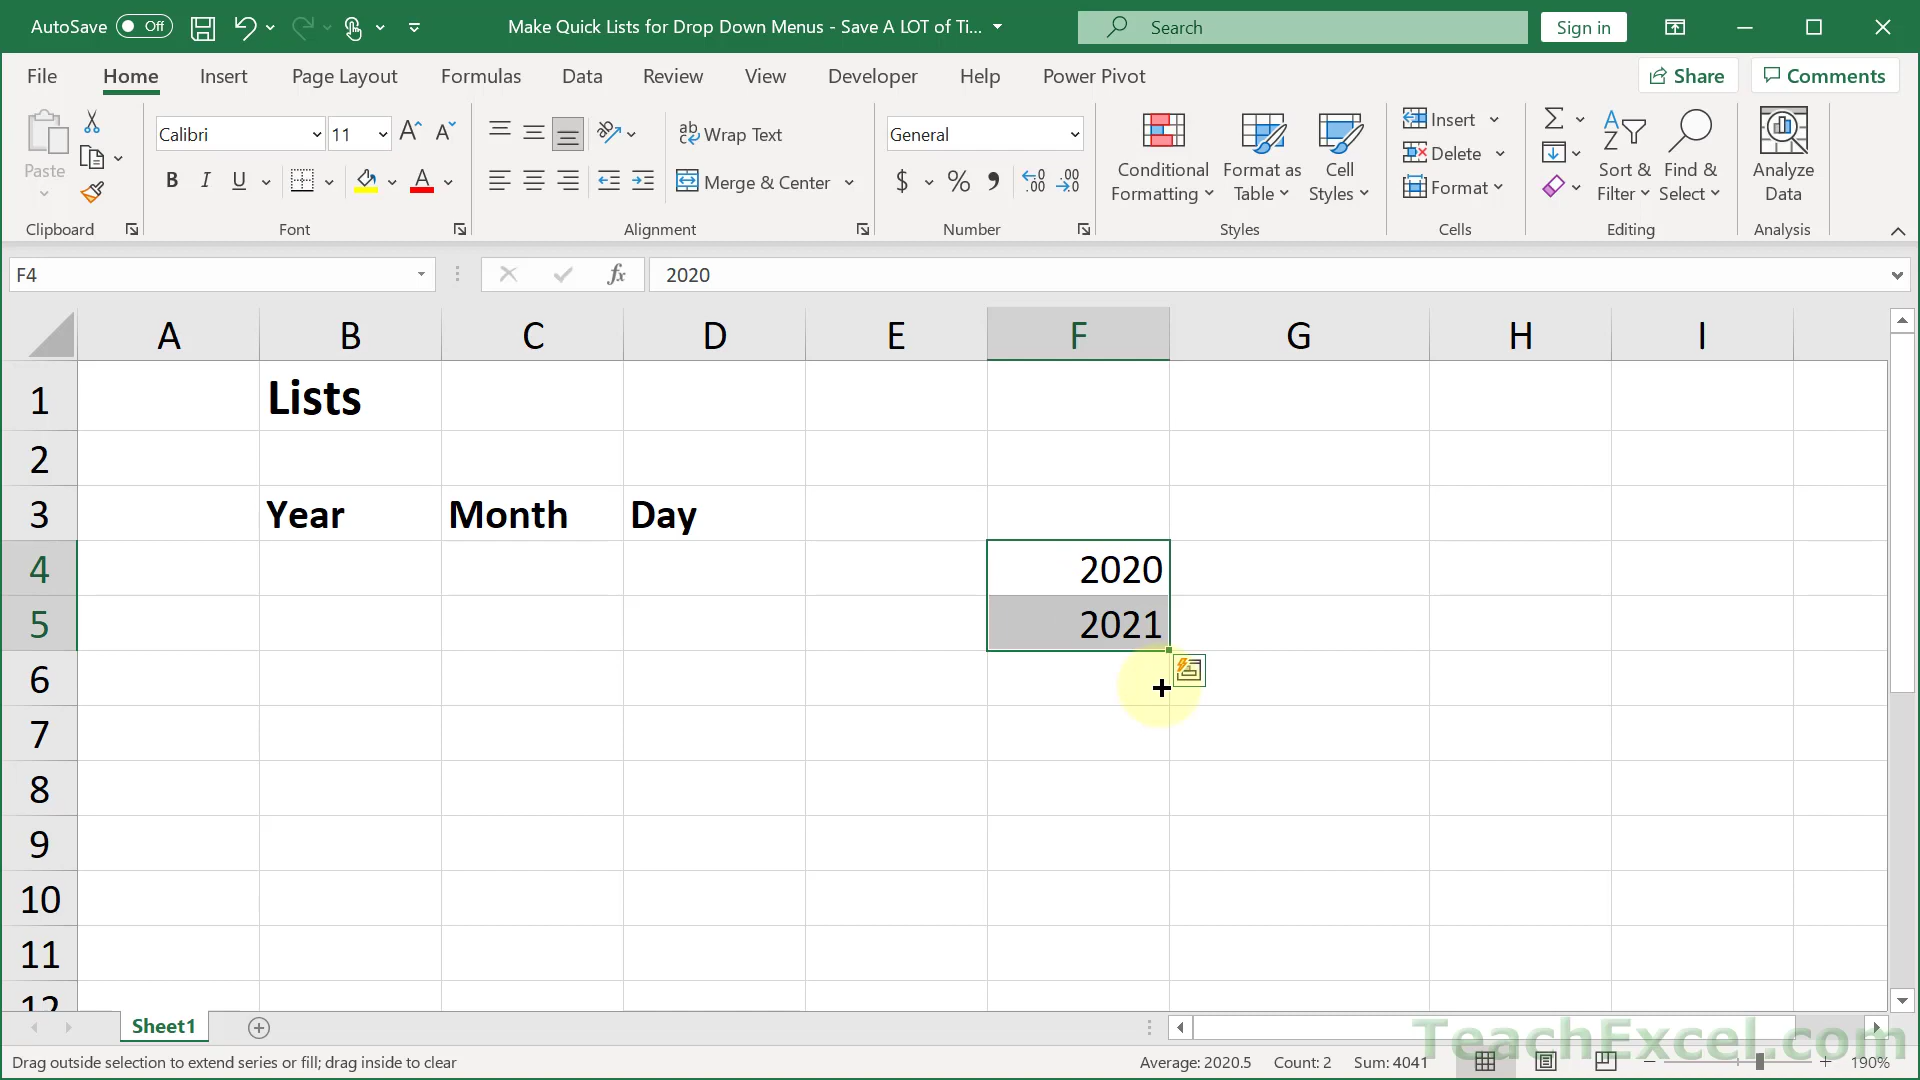 AutoSave Off Make Quick Lists for Drop Down Menus - Save A LOT of Ti... Search Sign in
File Home Insert Page Layout Formulas Data Review View Developer Help Power Pivot Share Comments
Paste Calibri 11 A A Wrap Text General Conditional Formatting Format as Table Cell Styles Insert Sort & Filter Find & Select Analyze Data
Delete
B I U A Merge & Center $ % 9 .00 .00 Format
Clipboard Font Alignment Number Styles Cells Editing Analysis
F4 fx 2020
A B C D E F G H I
1 Lists
2
3 Year Month Day
4 2020
5 2021
6
7
8
9
10
11
12
Sheet1
TeachExcel.com
Drag outside selection to extend series or fill; drag inside to clear Average: 2020.5 Count: 2 Sum: 4041 190%